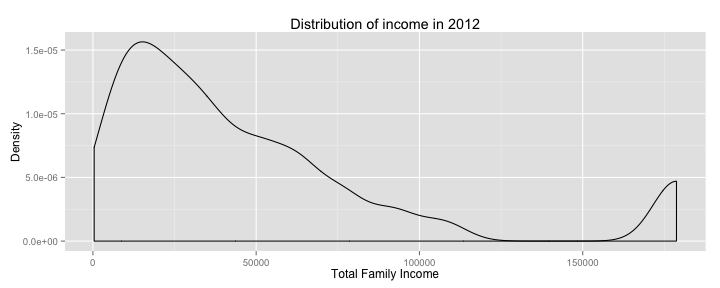 Distribution of income in 2012
1.5e-05
1.0e-05
5.0e-06
0.0e+00
Density
0
50000
100000
150000
Total Family Income